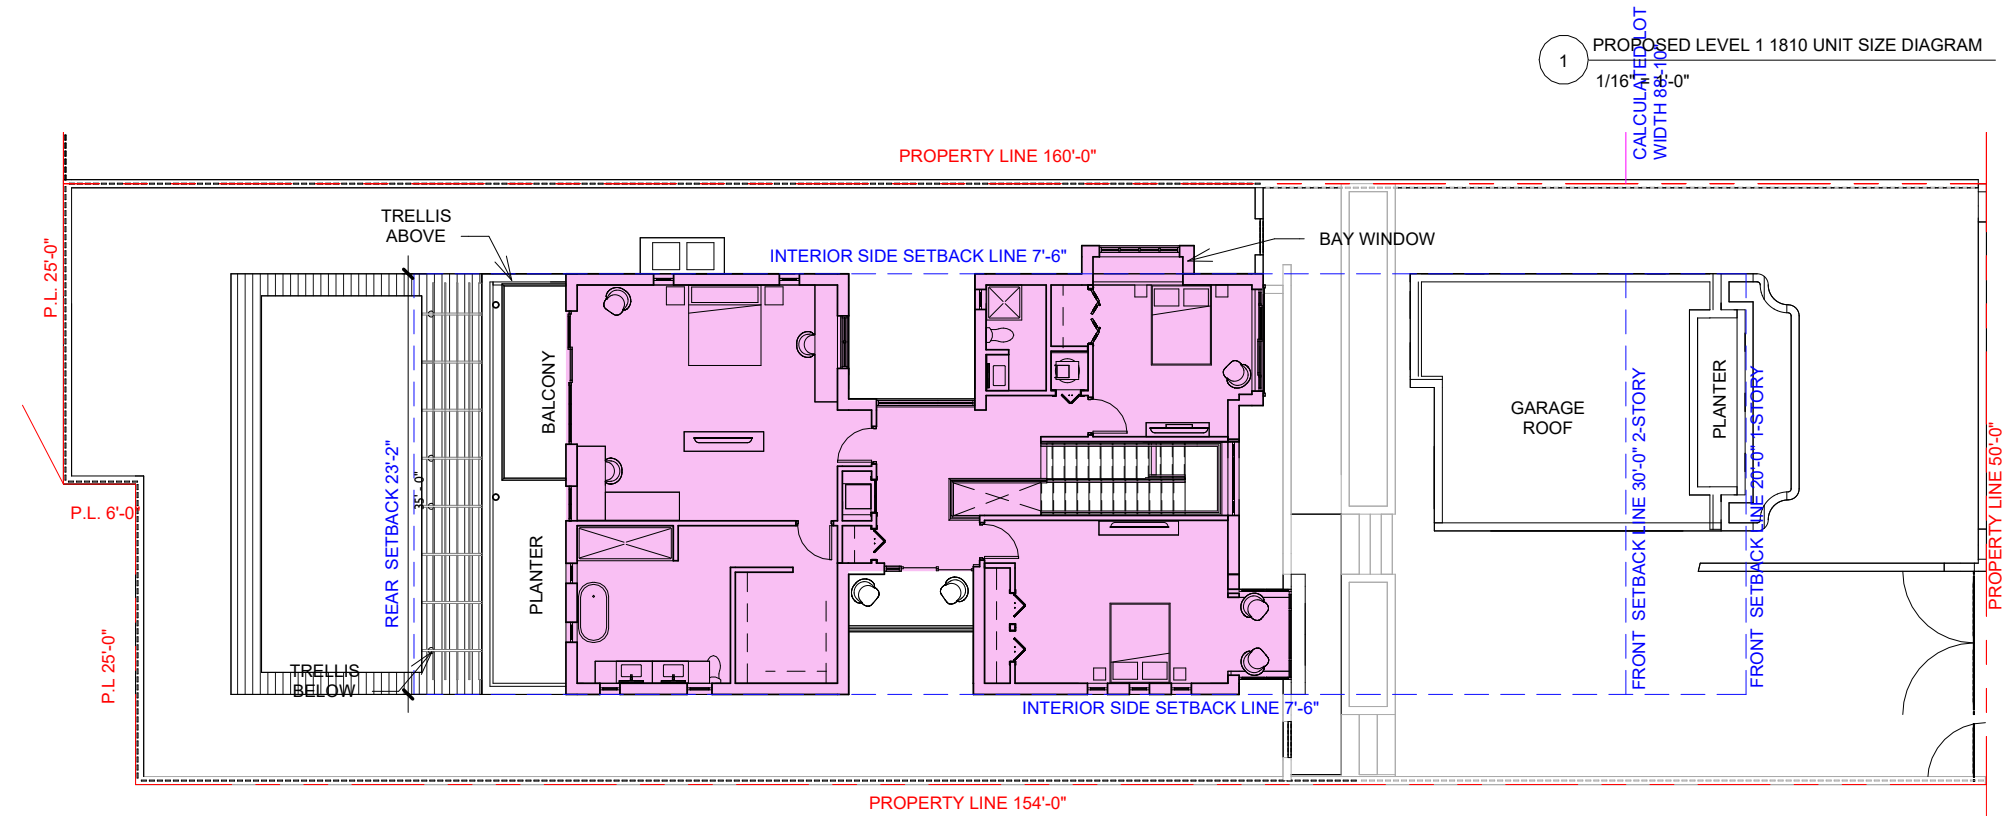 CALCULATED LOT
WIDTH 88'-10"
1
PROPOSED LEVEL 1 1810 UNIT SIZE DIAGRAM
1/16" = 1'-0"
PROPERTY LINE 160'-0"
TRELLIS
ABOVE
INTERIOR SIDE SETBACK LINE 7'-6"
BAY WINDOW
P.L. 25'-0"
BALCONY
GARAGE
ROOF
PLANTER
FRONT SETBACK LINE 30'-0" 2-STORY
FRONT SETBACK LINE 20'-0" 1-STORY
PROPERTY LINE 50'-0"
REAR SETBACK 23'-2"
35' - 0"
P.L. 6'-0"
PLANTER
P.L 25'-0"
TRELLIS
BELOW
INTERIOR SIDE SETBACK LINE 7'-6"
PROPERTY LINE 154'-0"